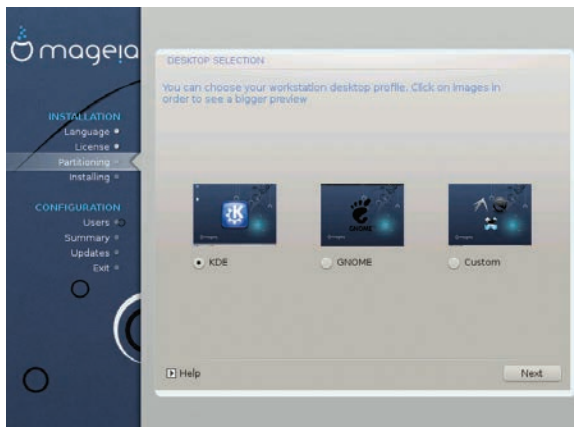 mageia
INSTALLATION
Language
License
Partitioning
Installing
CONFIGURATION
Users
Summary
Updates
Exit
DESKTOP SELECTION
You can choose your workstation desktop profile. Click on images in
order to see a bigger preview
K
GNOME
KDE
GNOME
Custom
Help
Next